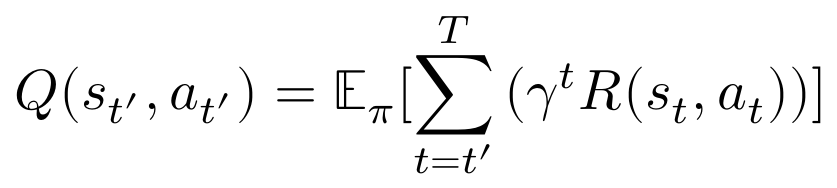 Q(s_{t'}, a_{t'}) = \mathbb{E}_{\pi}[\sum_{t=t'}^{T} (\gamma^{t} R(s_t, a_t))]